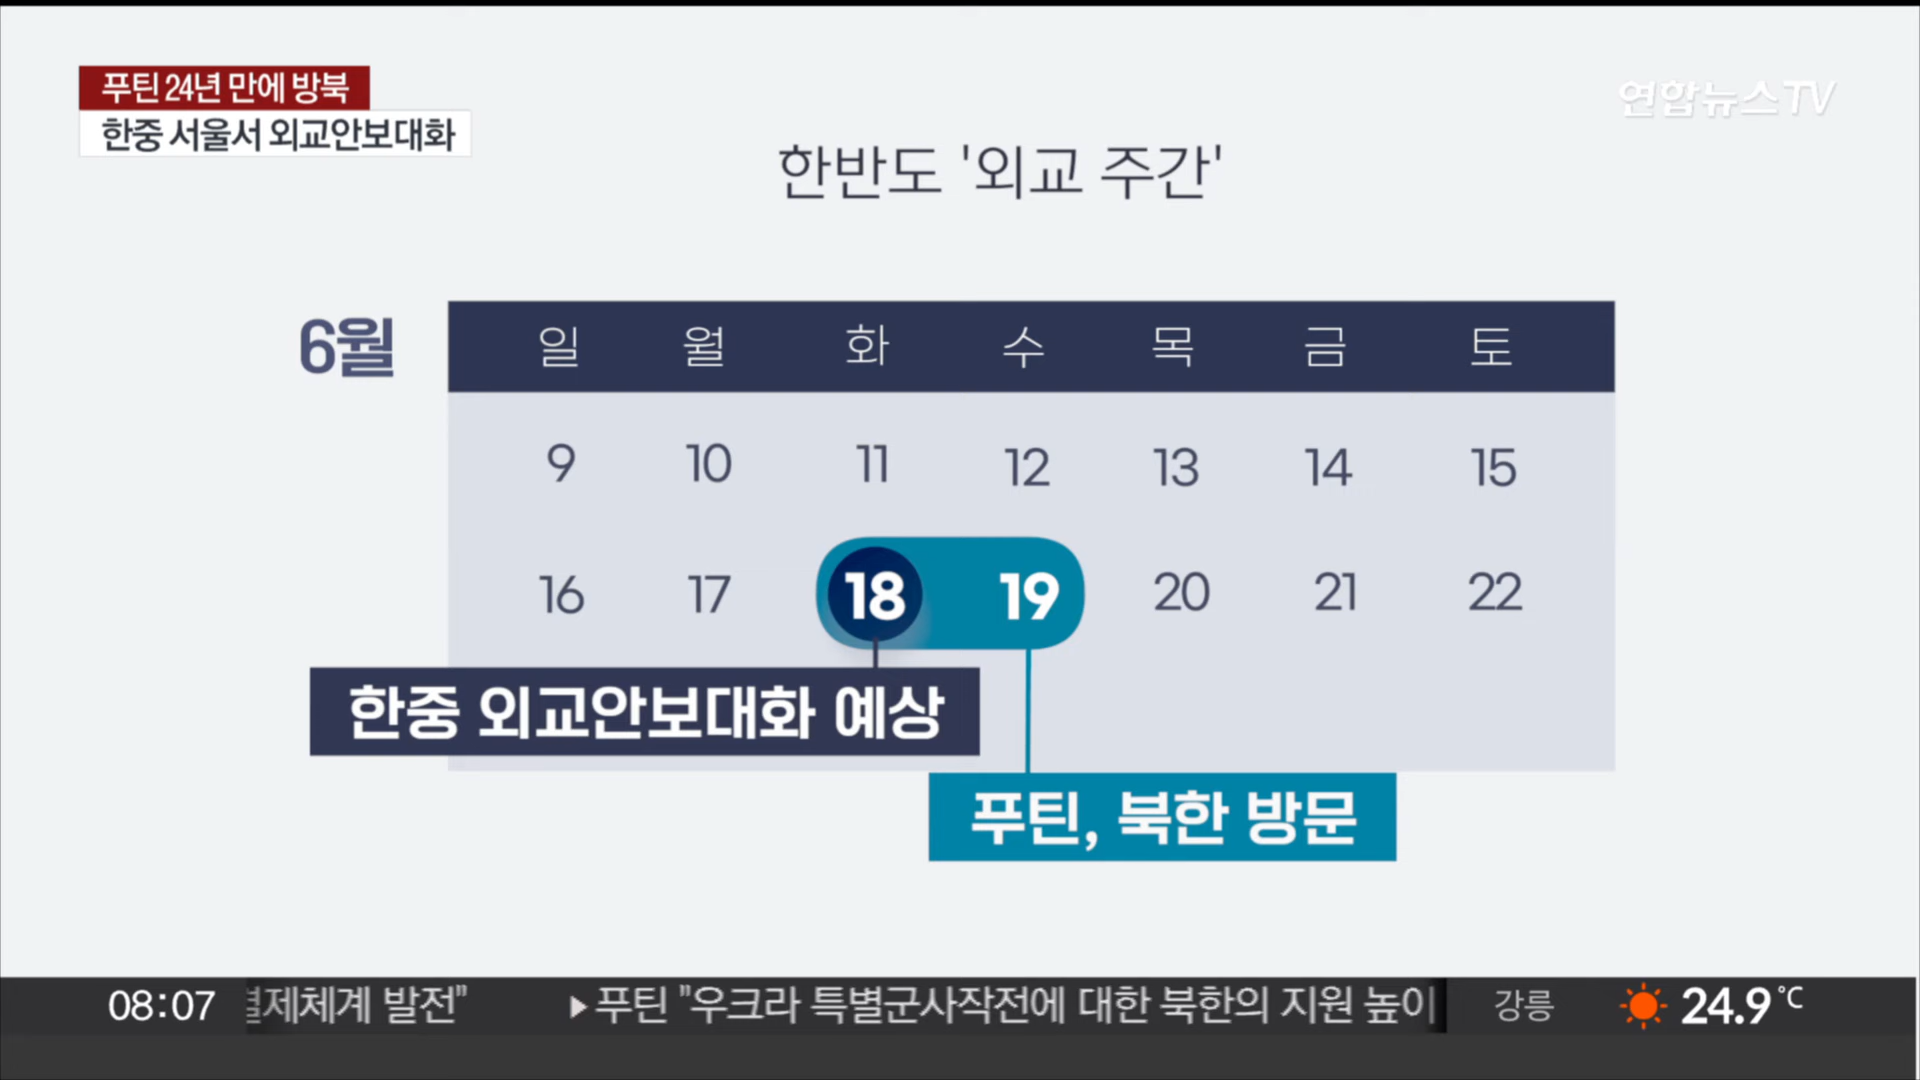 푸틴 24년 만에 방북
한중 서울서 외교안보대화
연합뉴스TV
한반도 '외교 주간'
6월
일 월 화 수 목 금 토
9 10 11 12 13 14 15
16 17 18 19 20 21 22
한중 외교안보대화 예상
푸틴, 북한 방문
08:07 발전" ▶푸틴 "우크라 특별군사작전에 대한 북한의 지원 높이 강릉 24.9℃